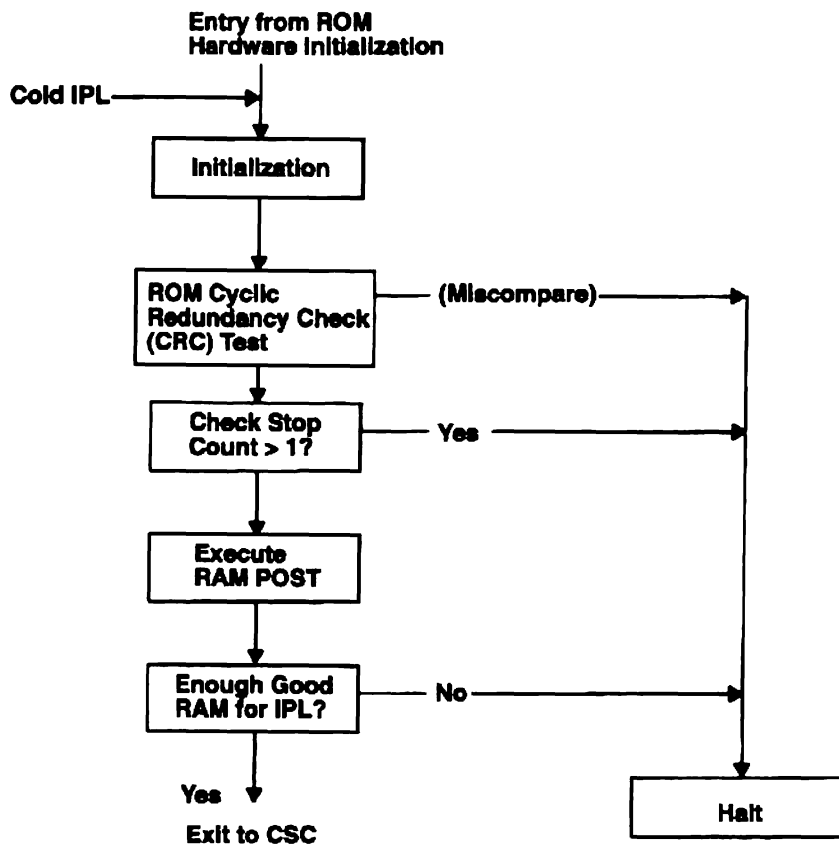 Entry from ROM
Hardware Initialization
Cold IPL
Initialization
ROM Cyclic
Redundancy Check
(CRC) Test
(Miscompare)
Check Stop
Count > 1?
Yes
Execute
RAM POST
Enough Good
RAM for IPL?
No
Yes
Exit to CSC
Halt